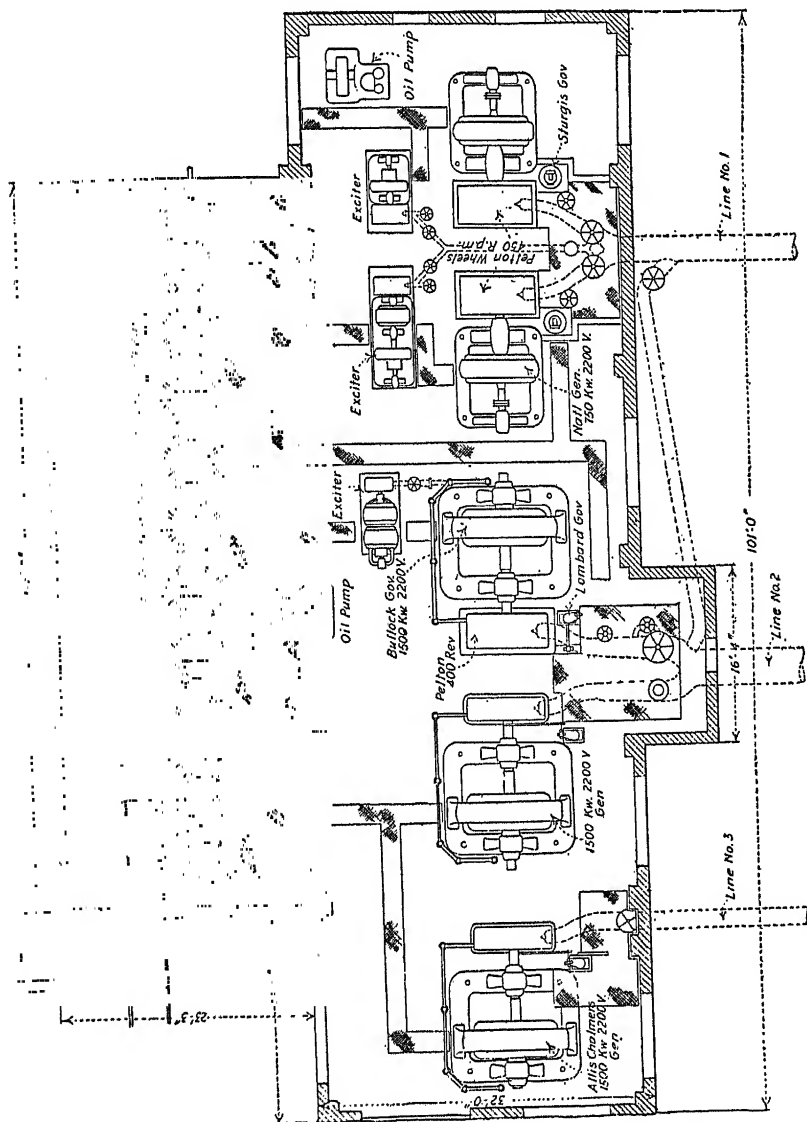 Oil Pump
Exciter
Sturgis Gov
Pelton Wheels
450 R.p.m.
Line No.1
Exciter
Nat'l Gen.
750 Kw. 2200 V.
Exciter
Oil Pump
Bullock Gov.
1500 Kw. 2200 V.
Lombard Gov
Pelton
400 Rev
101'-0"
16'-4"
Line No.2
1500 Kw. 2200 V
Gen
Line No.3
23'-3"
Allis Chalmers
1500 Kw 2200 V.
Gen
32'-0"